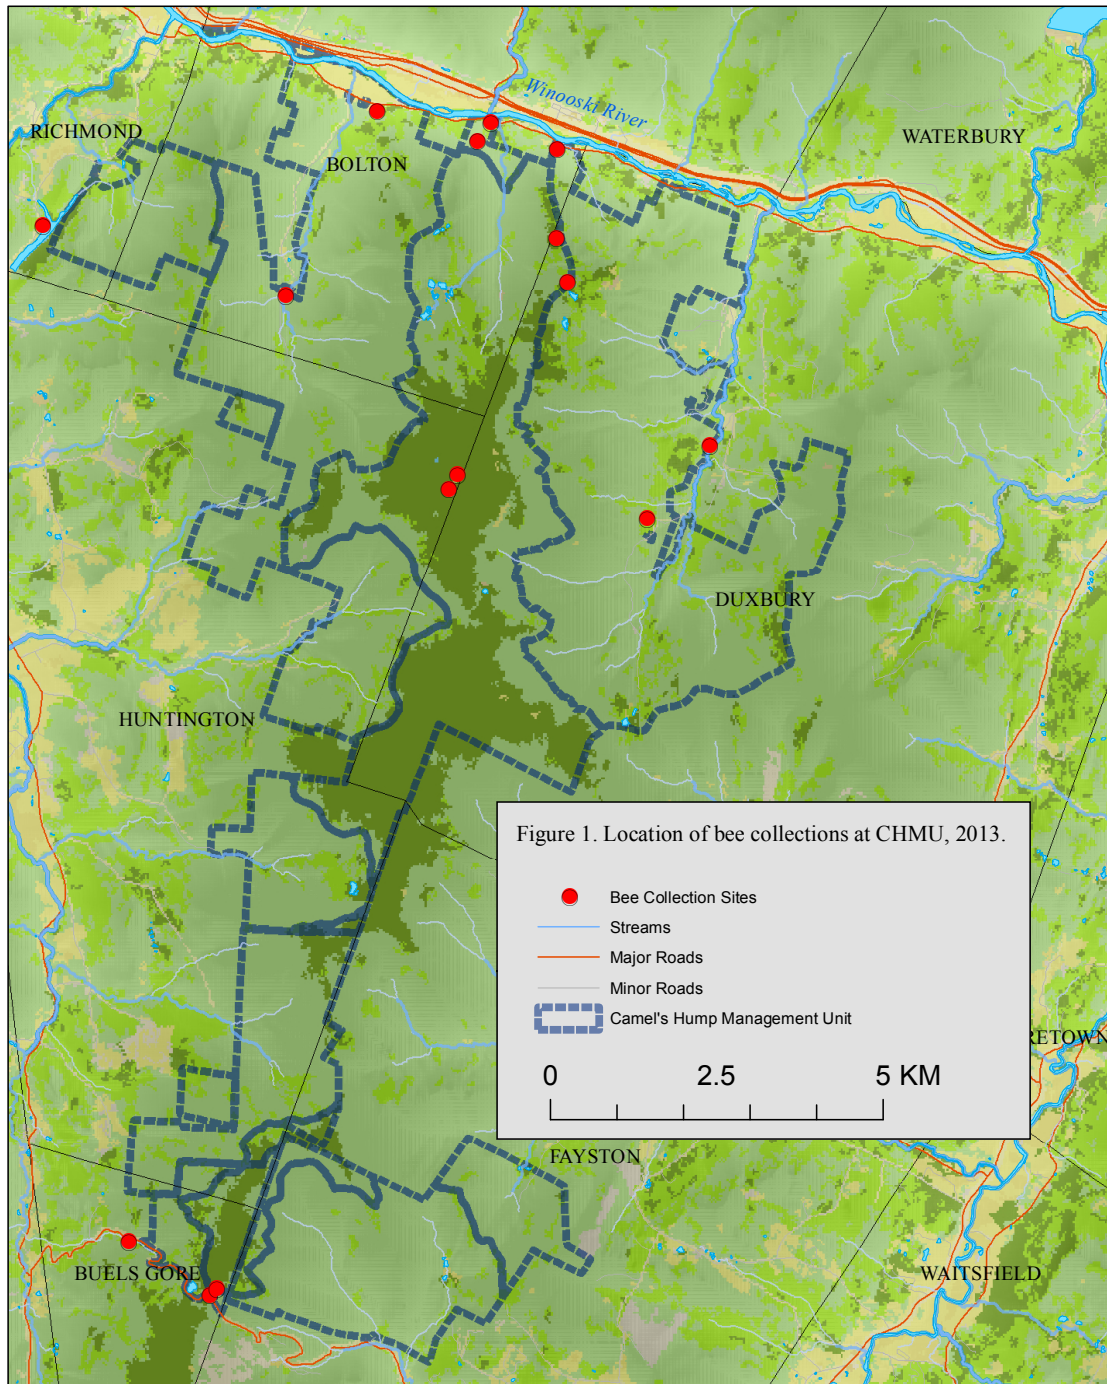 Winooski River
RICHMOND
WATERBURY
BOLTON
DUXBURY
HUNTINGTON
Figure 1. Location of bee collections at CHMU, 2013.
Bee Collection Sites
Streams
Major Roads
Minor Roads
Camel's Hump Management Unit
RETOWN
0 2.5 5 KM
FAYSTON
BUELS GORE
WAITSFIELD